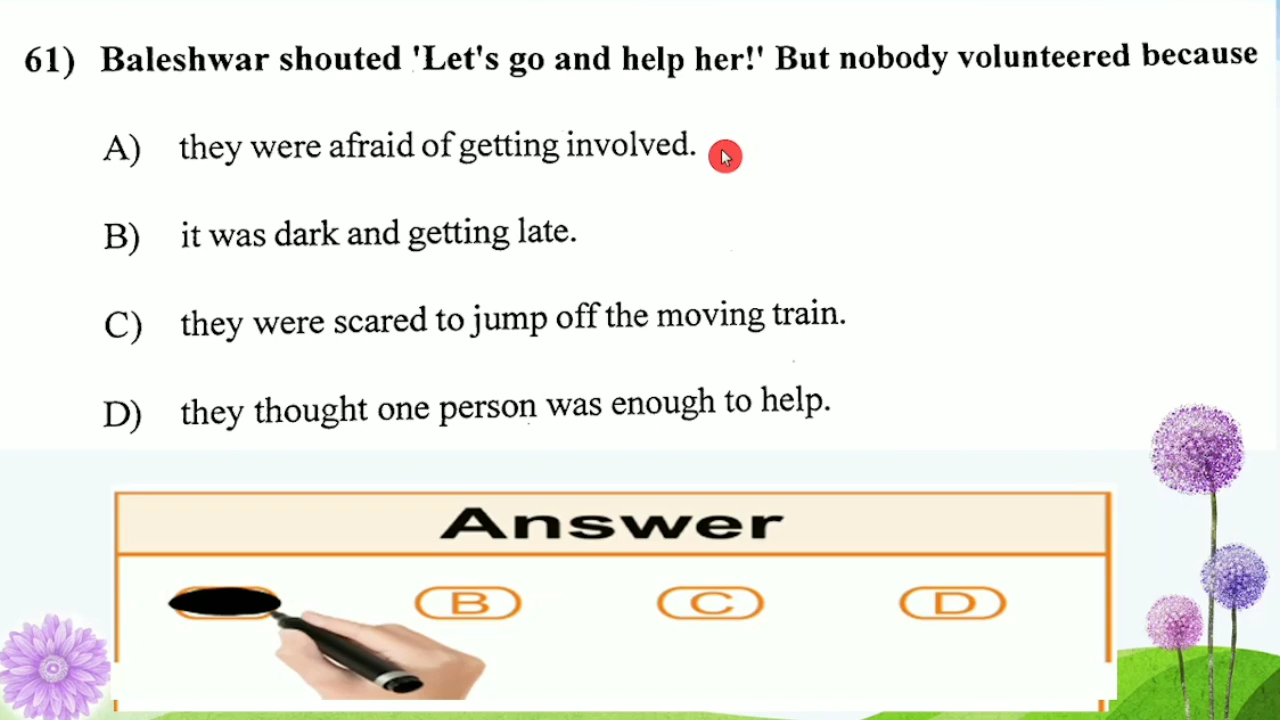 61) Baleshwar shouted 'Let's go and help her!' But nobody volunteered because
A) they were afraid of getting involved.
B) it was dark and getting late.
C) they were scared to jump off the moving train.
D) they thought one person was enough to help.
Answer
B C D